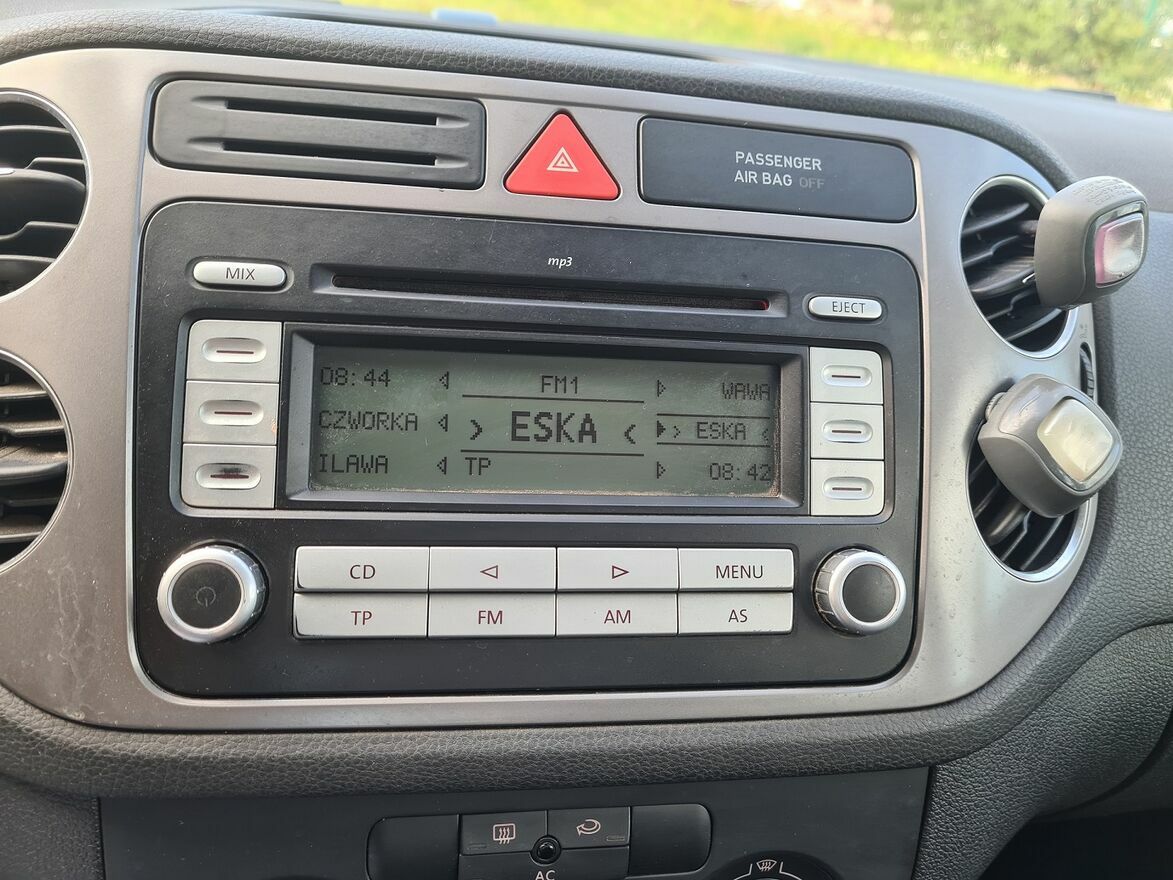 PASSENGER
AIR BAG OFF
mp3
MIX
EJECT
08:44 FM1 WAWA
CZWORKA > ESKA < > ESKA <
ILAWA TP 08:42
CD MENU
TP FM AM AS
AC